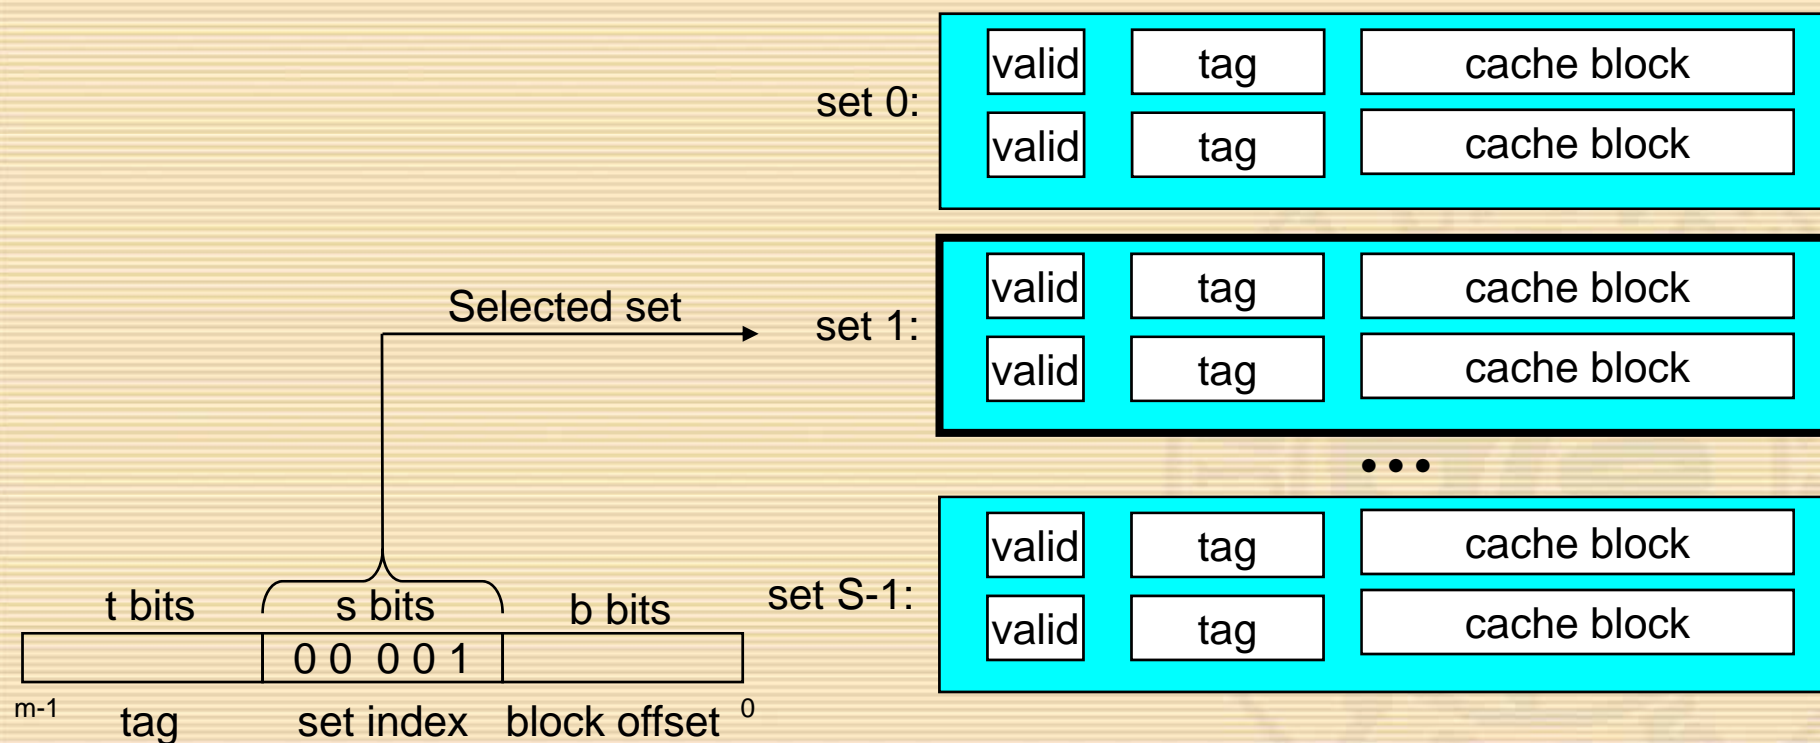 valid tag cache block
set 0:
valid tag cache block
valid tag cache block
Selected set
set 1:
valid tag cache block
• • •
valid tag cache block
set S-1:
valid tag cache block
t bits s bits b bits
0 0 0 0 1
m-1 tag set index block offset 0